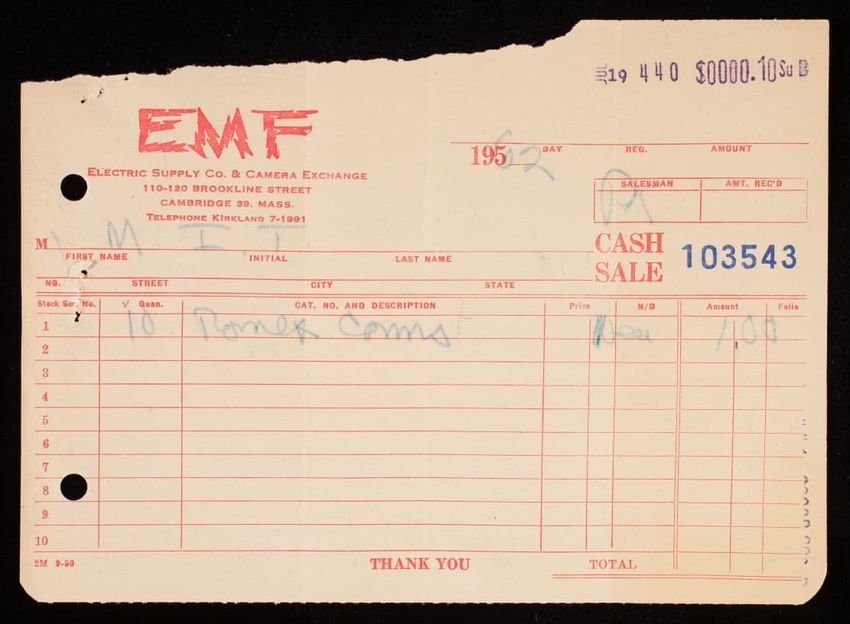 JUL 19 440 $0000.10 Su B
EMF
ELECTRIC SUPPLY CO. & CAMERA EXCHANGE
110-120 BROOKLINE STREET
CAMBRIDGE 39, MASS.
TELEPHONE KIRKLAND 7-1991
195 62 DAY REG. AMOUNT
SALESMAN AMT. REC'D
M M I T
FIRST NAME INITIAL LAST NAME
CASH SALE 103543
NO. STREET CITY STATE
Stock Ser. No. √ Quan. CAT. NO. AND DESCRIPTION Price N/D Amount Folio
1 10 Romex Conns 10ea 1.00
2
3
4
5
6
7
8
9
10
2M 9-50 THANK YOU TOTAL